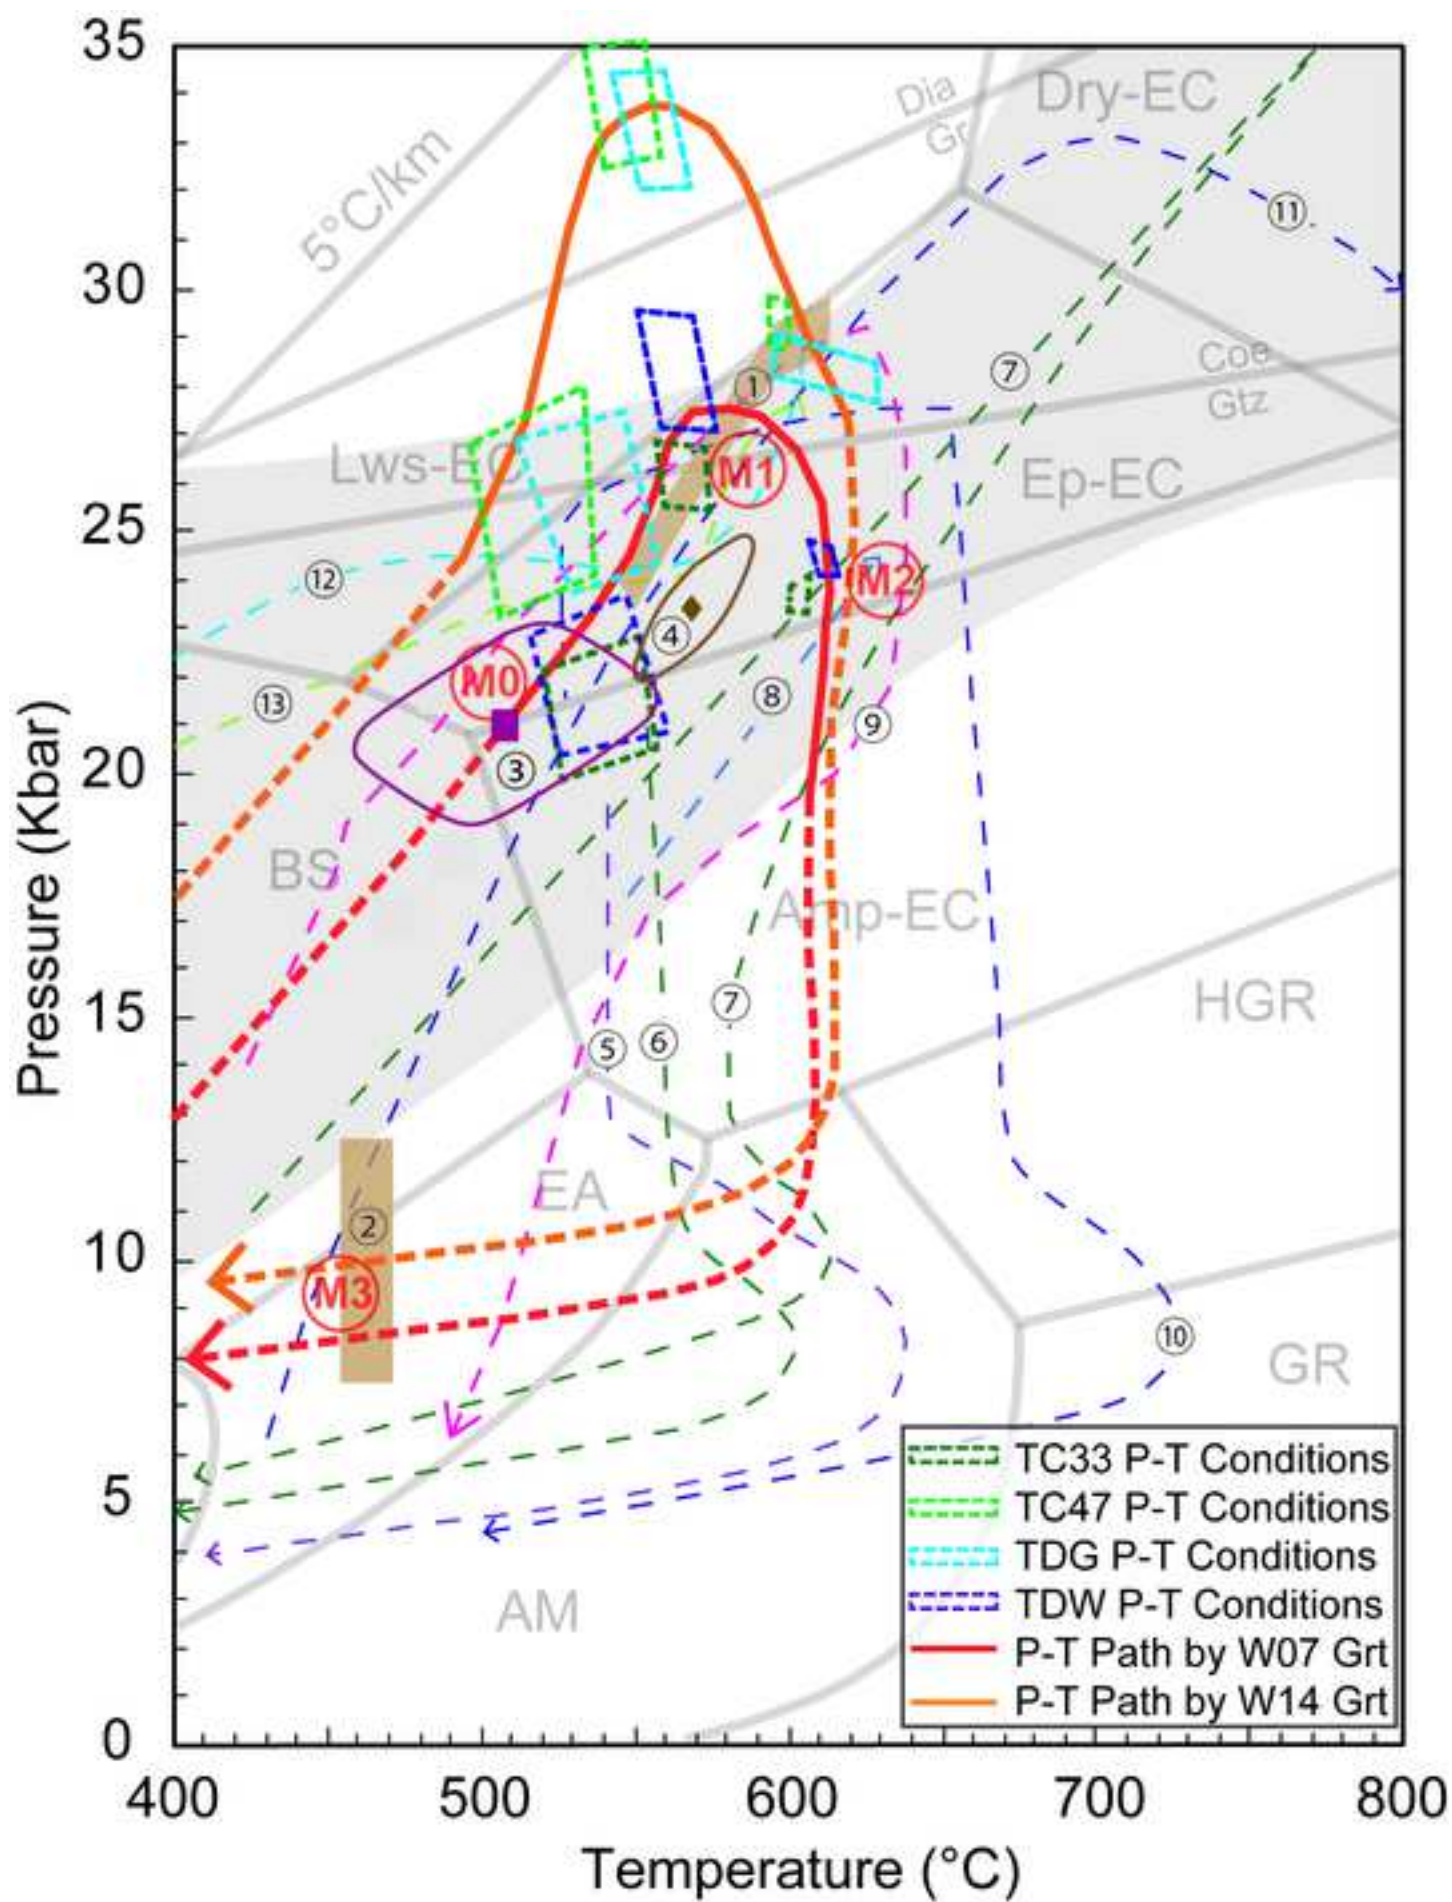 35
30
25
20
15
10
5
0
Pressure (Kbar)
400
500
600
700
800
Temperature (°C)
5°C/km
Dia
Gr
Dry-EC
11
7
Coe
Gtz
1
Lws-EC
M1
Ep-EC
12
M2
4
M0
13
8
9
3
BS
Amp-EC
HGR
7
5
6
EA
2
M3
10
GR
AM
TC33 P-T Conditions
TC47 P-T Conditions
TDG P-T Conditions
TDW P-T Conditions
P-T Path by W07 Grt
P-T Path by W14 Grt